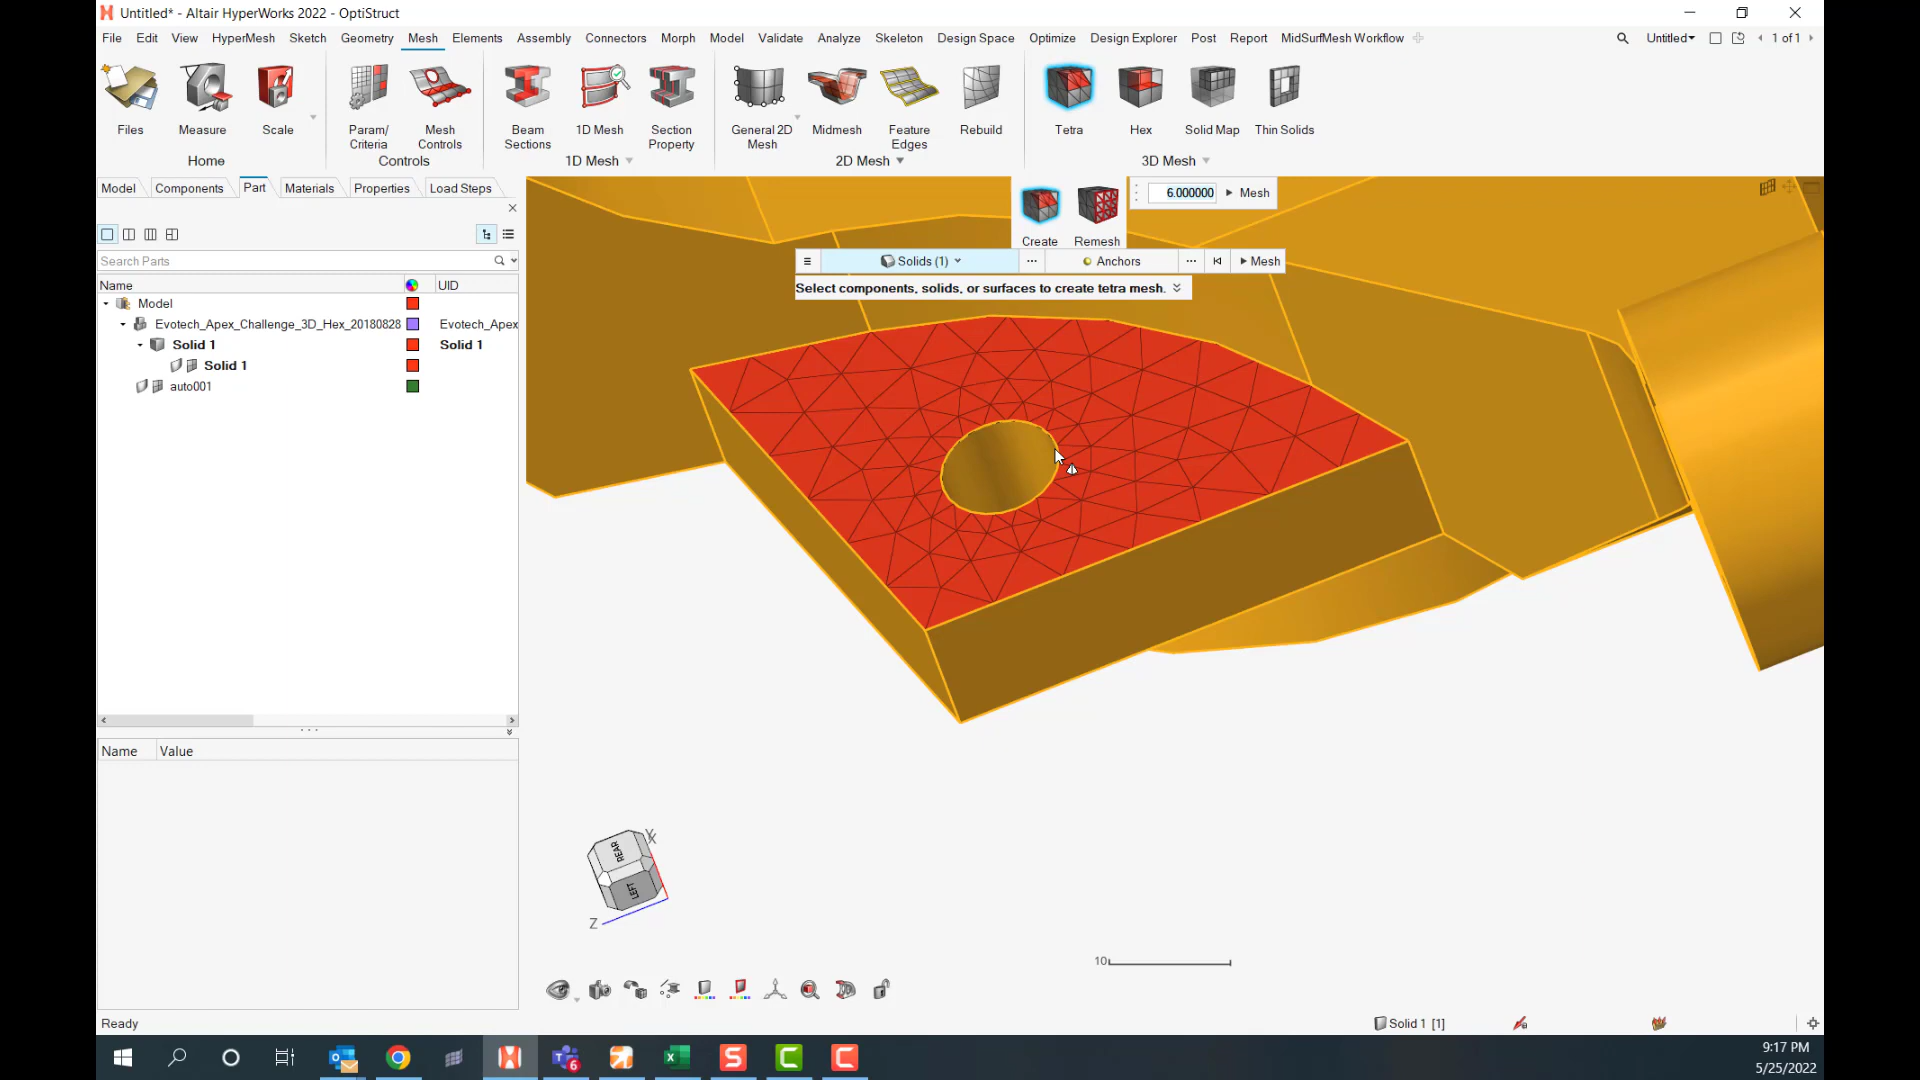 Untitled* - Altair HyperWorks 2022 - OptiStruct
File Edit View HyperMesh Sketch Geometry Mesh Elements Assembly Connectors Morph Model Validate Analyze Skeleton Design Space Optimize Design Explorer Post Report MidSurfMesh Workflow Untitled 1 of 1
Files Measure Scale Param/ Criteria Mesh Controls Beam Sections 1D Mesh Section Property General 2D Mesh Midmesh Feature Edges Rebuild Tetra Hex Solid Map Thin Solids
Home Controls 1D Mesh 2D Mesh 3D Mesh
Model Components Part Materials Properties Load Steps
6.000000 Mesh
Create Remesh
Search Parts
Solids (1) ... Anchors ... Mesh
Select components, solids, or surfaces to create tetra mesh.
Name UID
Model
Evotech_Apex_Challenge_3D_Hex_20180828 Evotech_Apex
Solid 1 Solid 1
Solid 1
auto001
Name Value
REAR
LEFT
Z
10
Ready
Solid 1 [1]
6
9:17 PM
5/25/2022